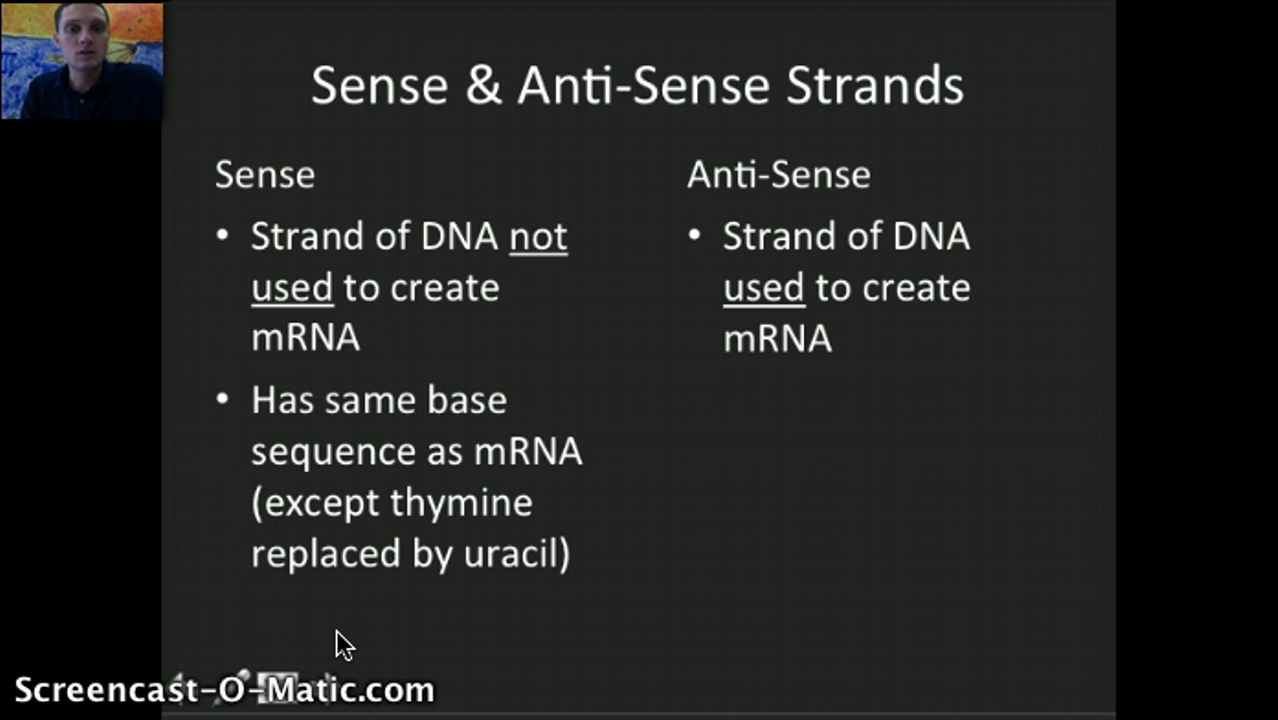 Sense & Anti-Sense Strands
Sense
• Strand of DNA not
used to create
mRNA
• Has same base
sequence as mRNA
(except thymine
replaced by uracil)
Anti-Sense
• Strand of DNA
used to create
mRNA
Screencast-O-Matic.com